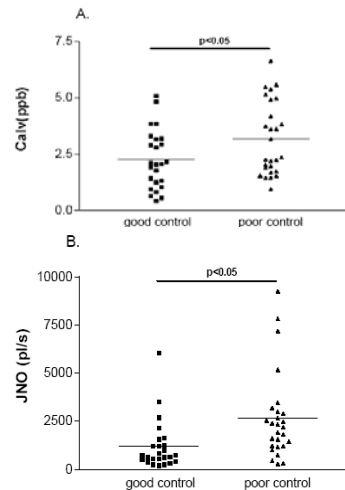 A.
p<0.05
7.5
5.0
2.5
0.0
Calv(ppb)
good control
poor control
B.
p<0.05
10000
7500
5000
2500
0
JNO (pl/s)
good control
poor control